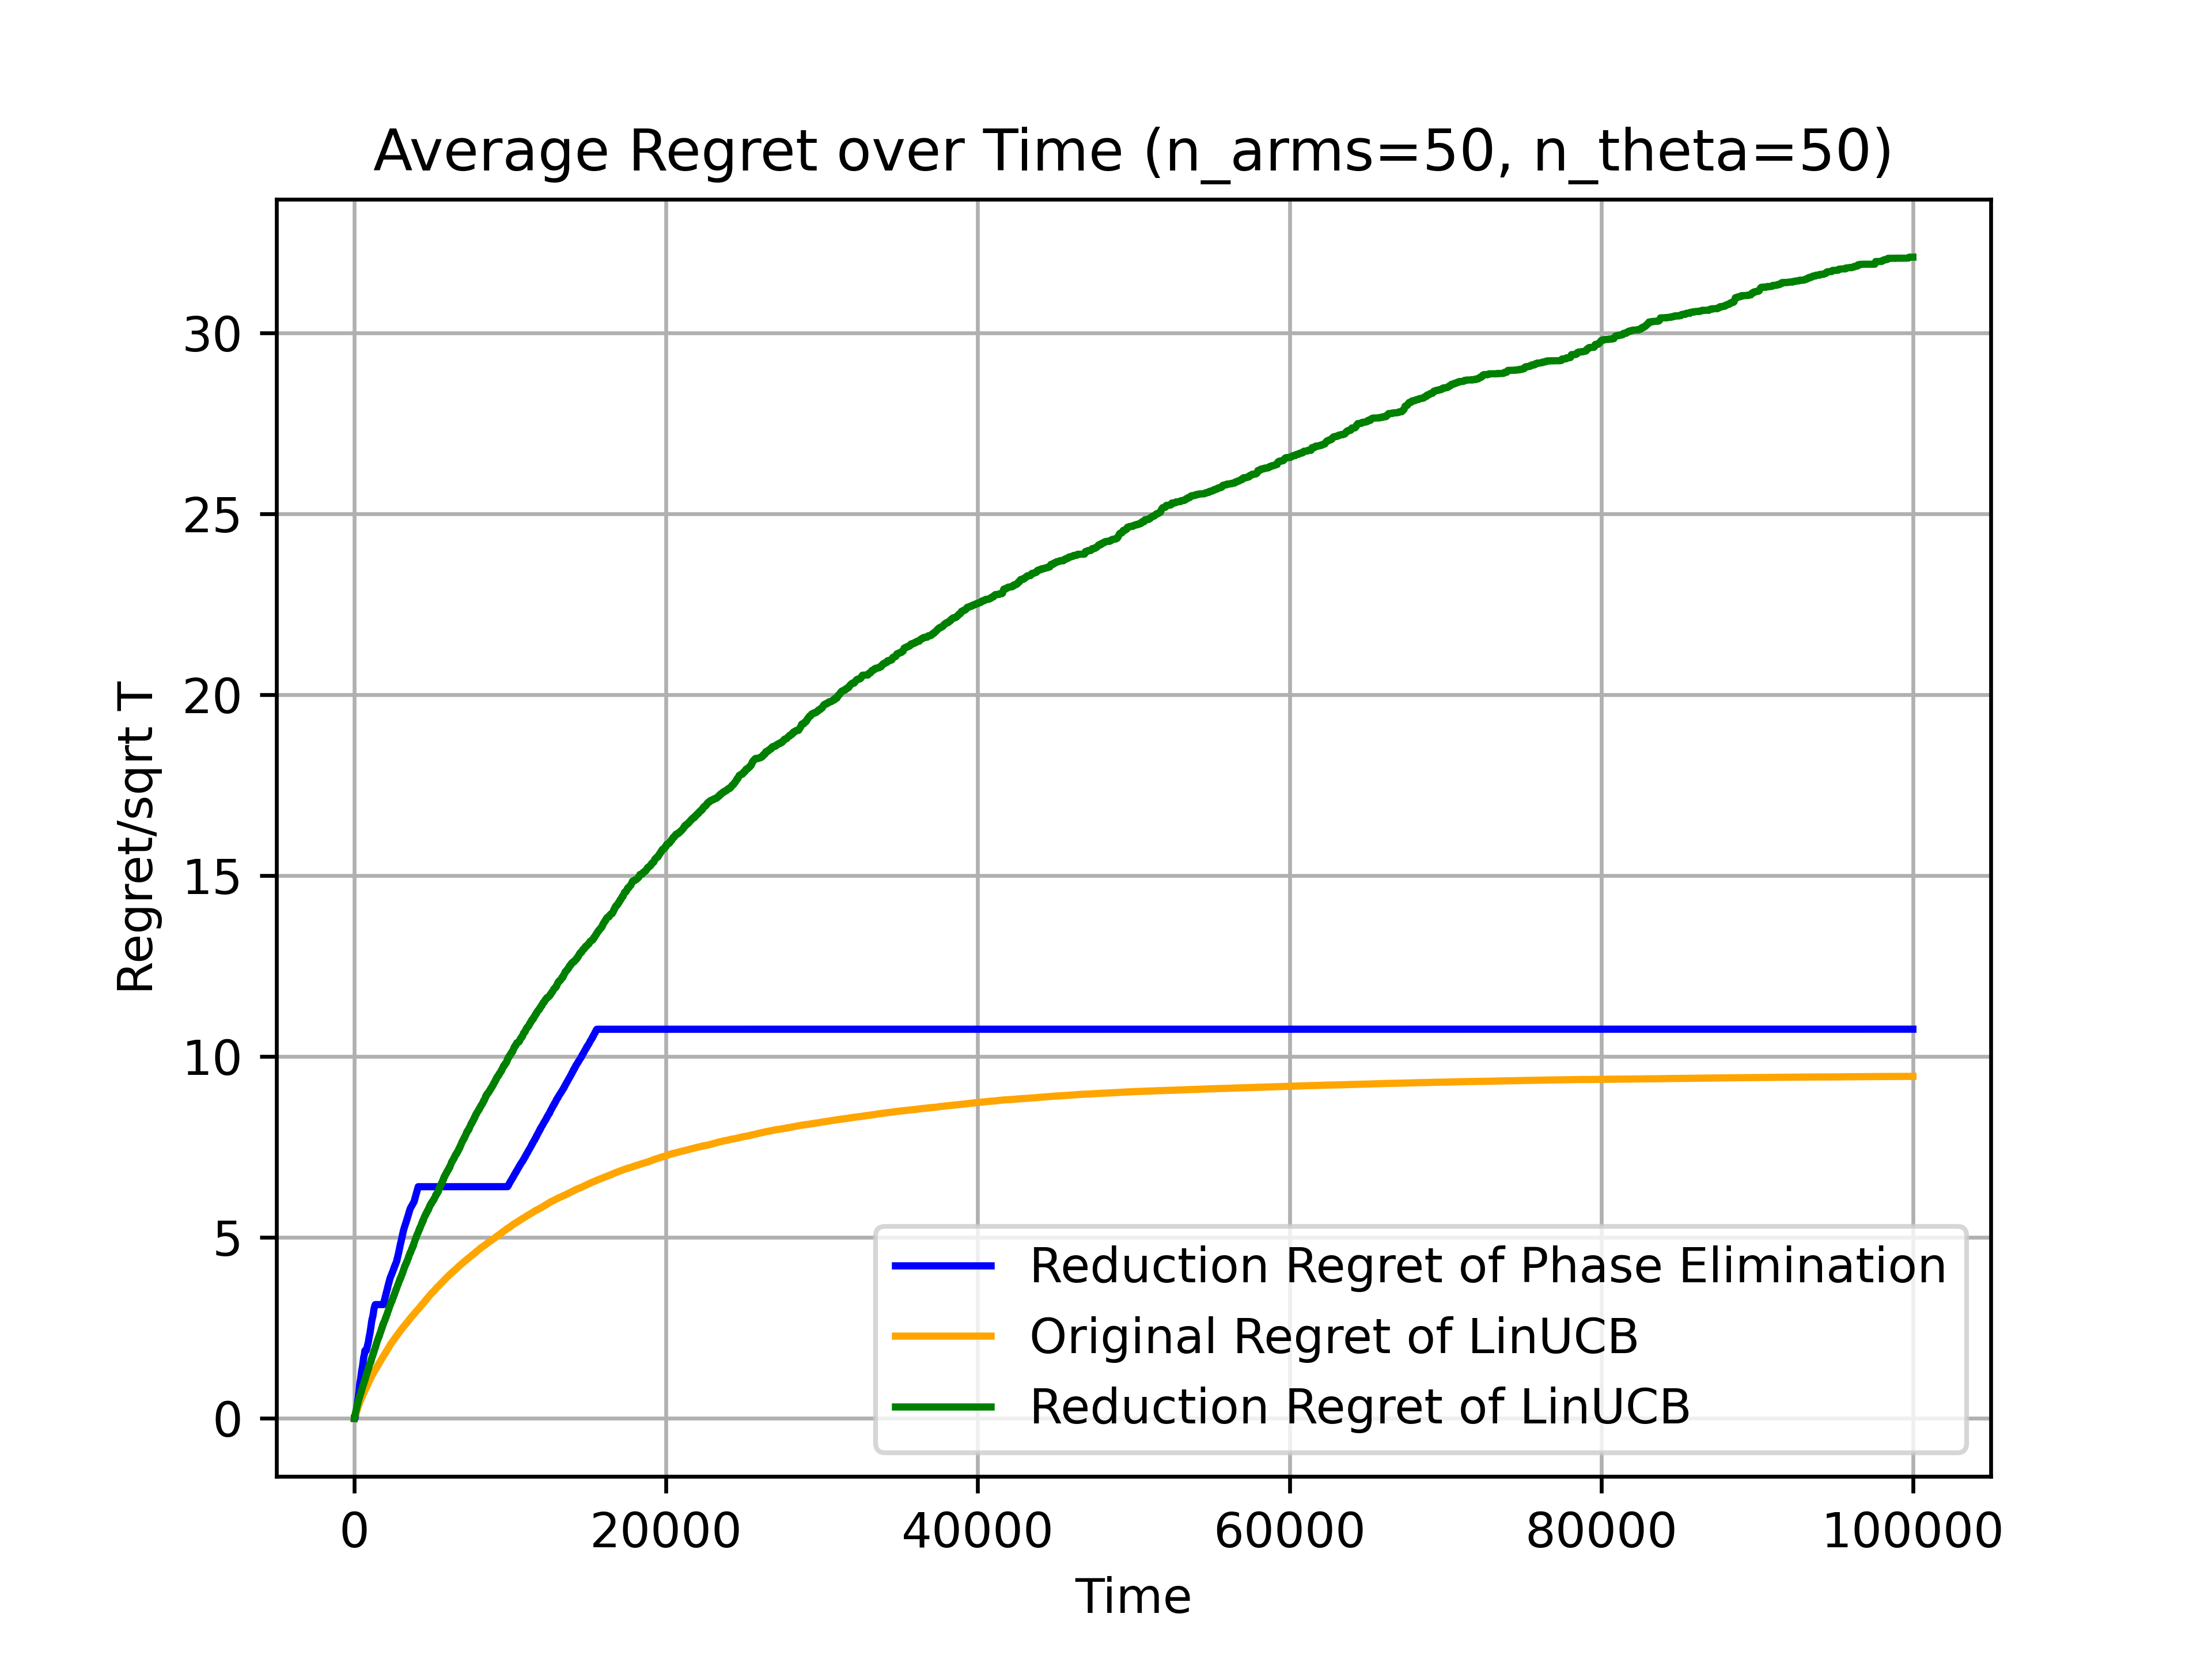 Average Regret over Time (n_arms=50, n_theta=50)
Regret/sqrt T
30
25
20
15
10
5
0
Reduction Regret of Phase Elimination
Original Regret of LinUCB
Reduction Regret of LinUCB
0 20000 40000 60000 80000 100000
Time